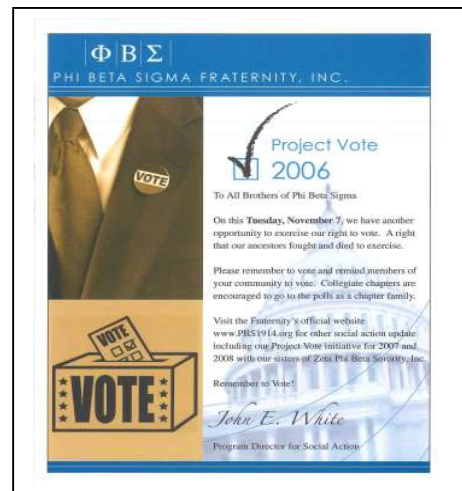 ΦΒΣ
PHI BETA SIGMA FRATERNITY, INC.
VOTE
Project Vote
2006
To All Brothers of Phi Beta Sigma
On this Tuesday, November 7, we have another
opportunity to exercise our right to vote. A right
that our ancestors fought and died to exercise.
Please remember to vote and remind members of
your community to vote. Collegiate chapters are
encouraged to go to the polls as a chapter family.
Visit the Fraternity's official website
www.PBS1914.org for other social action update
including our Project Vote initiative for 2007 and
2008 with our sisters of Zeta Phi Beta Sorority, Inc.
Remember to Vote!
John E. White
Program Director for Social Action
VOTE
VOTE